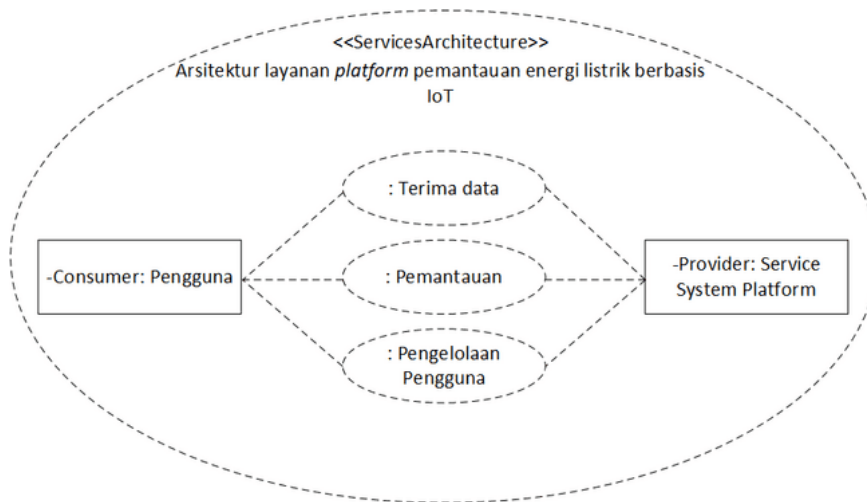 <<ServicesArchitecture>>
Arsitektur layanan platform pemantauan energi listrik berbasis
IoT
: Terima data
-Consumer: Pengguna
: Pemantauan
-Provider: Service
System Platform
: Pengelolaan
Pengguna